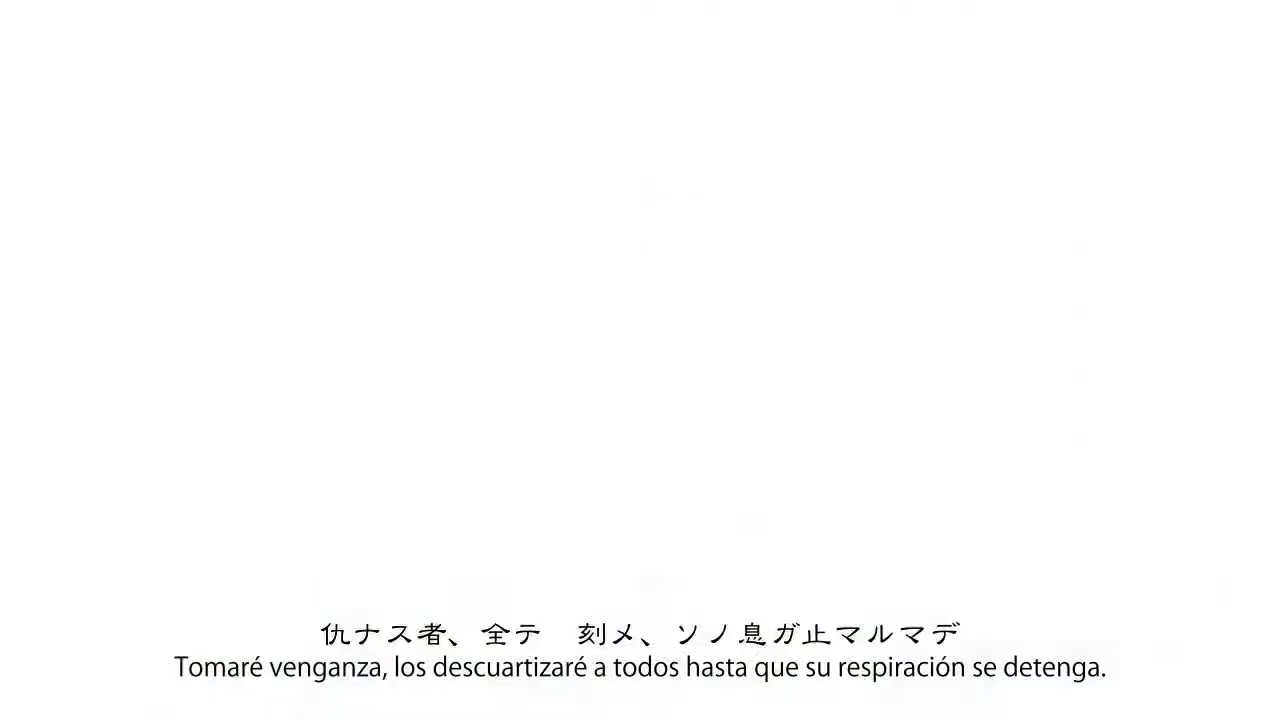 仇ナス者、全テ　刻メ、ソノ息ガ止マルマデ
Tomaré venganza, los descuartizaré a todos hasta que su respiración se detenga.